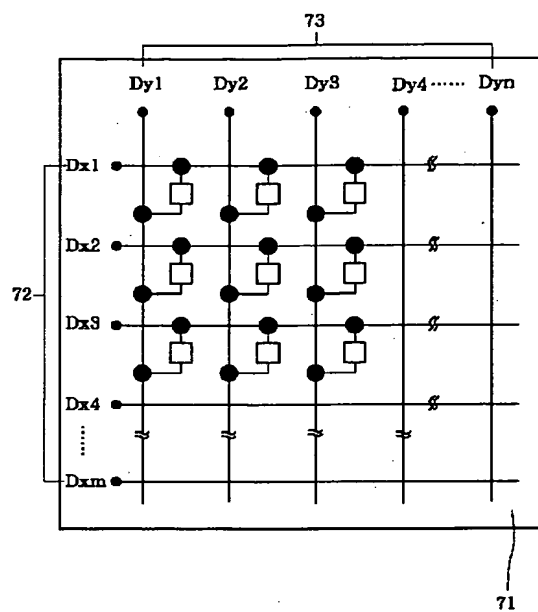 73
Dy1 Dy2 Dy3 Dy4 ...... Dyn
Dx1
Dx2
72
Dx3
Dx4
......
Dxm
71